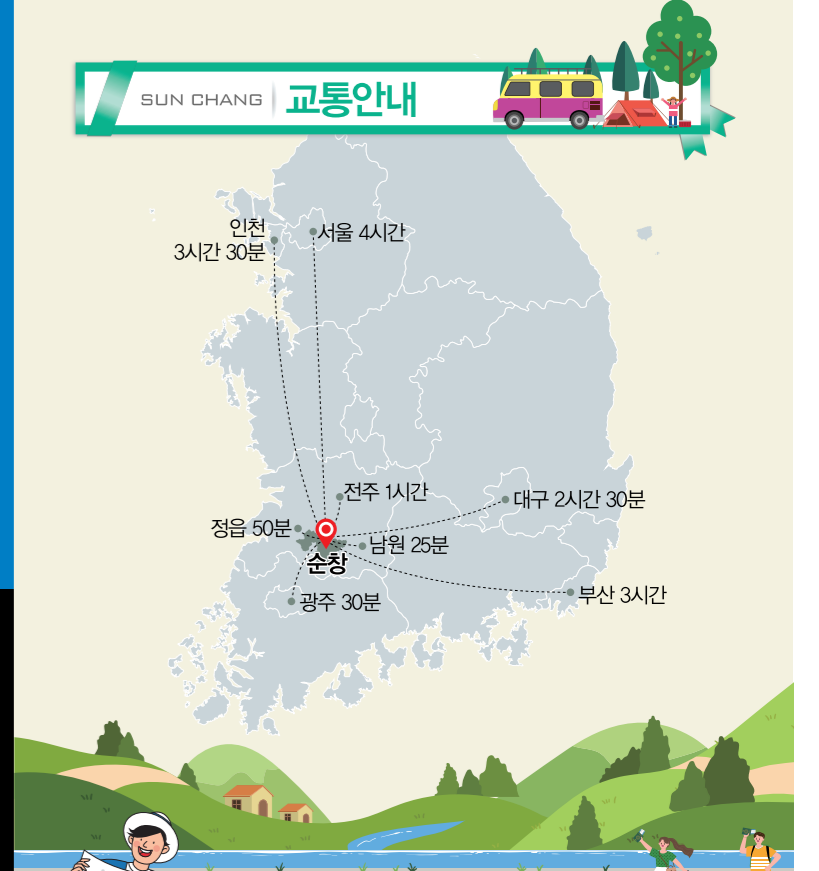 SUN CHANG 교통안내
인천
3시간 30분
서울 4시간
전주 1시간
대구 2시간 30분
정읍 50분
남원 25분
순창
광주 30분
부산 3시간